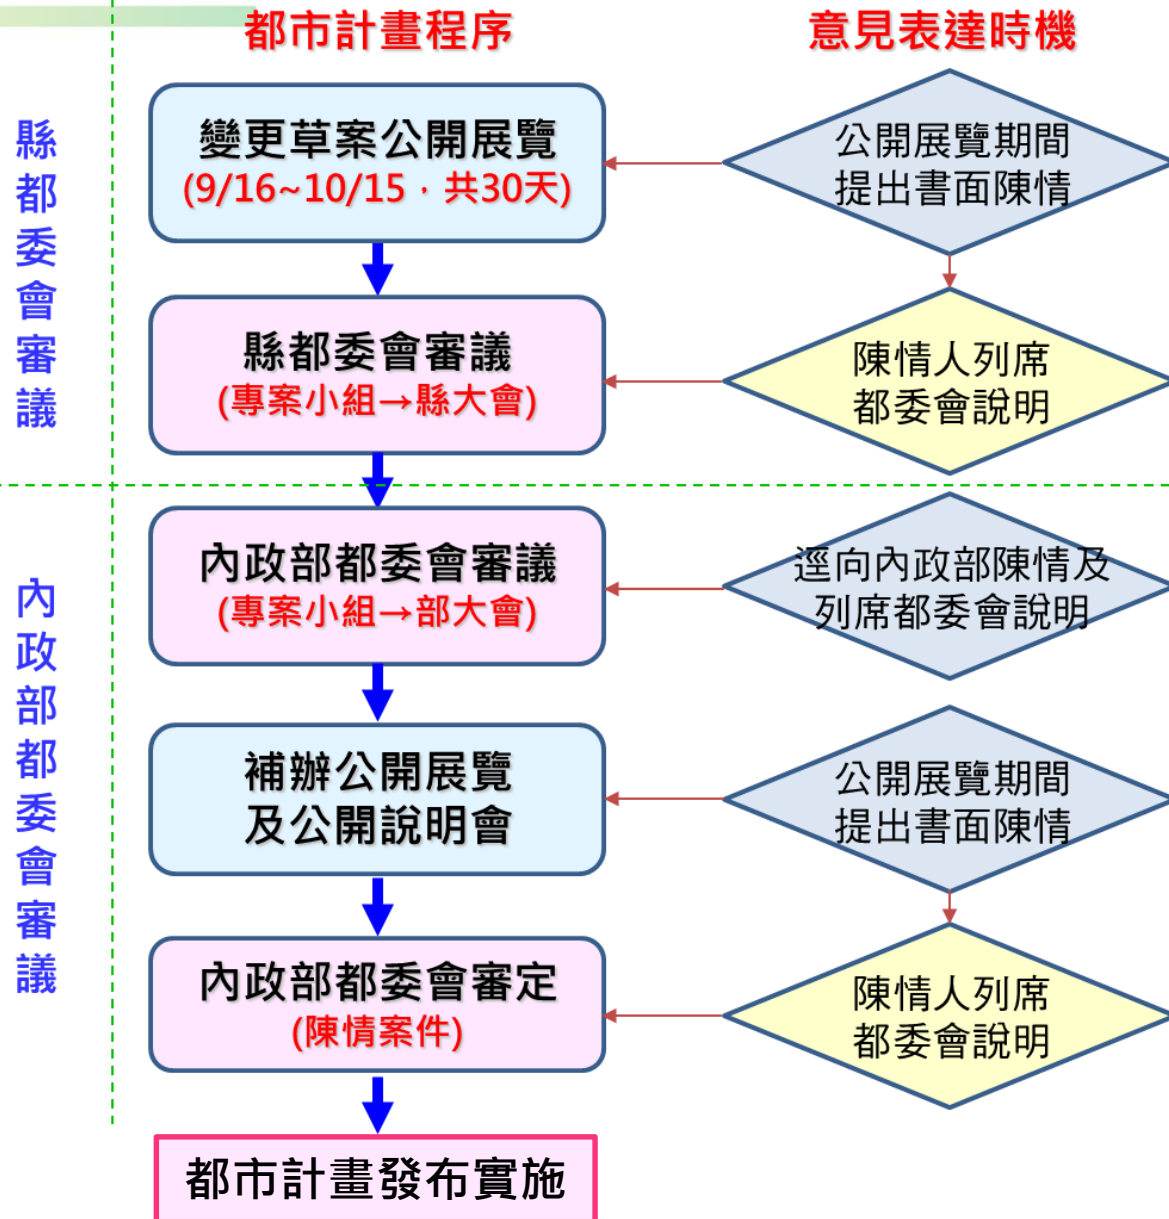 都市計畫程序
意見表達時機
縣都委會審議
變更草案公開展覽
(9/16~10/15，共30天)
公開展覽期間
提出書面陳情
縣都委會審議
(專案小組→縣大會)
陳情人列席
都委會說明
內政部都委會審議
內政部都委會審議
(專案小組→部大會)
逕向內政部陳情及
列席都委會說明
補辦公開展覽
及公開說明會
公開展覽期間
提出書面陳情
內政部都委會審定
(陳情案件)
陳情人列席
都委會說明
都市計畫發布實施